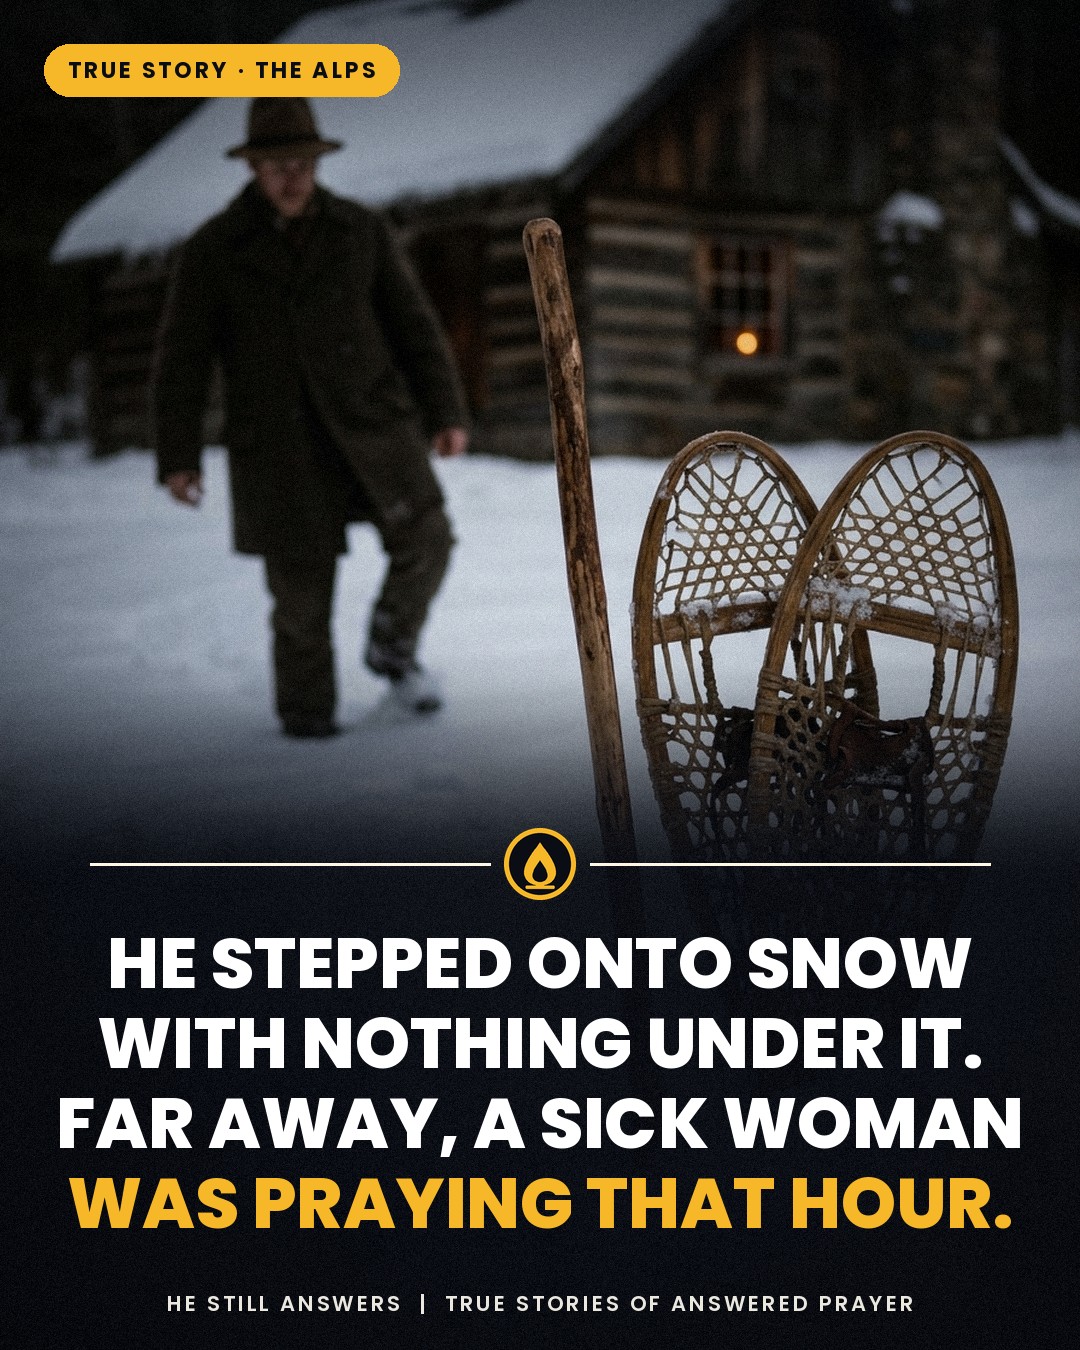 TRUE STORY · THE ALPS
HE STEPPED ONTO SNOW
WITH NOTHING UNDER IT.
FAR AWAY, A SICK WOMAN
WAS PRAYING THAT HOUR.
HE STILL ANSWERS | TRUE STORIES OF ANSWERED PRAYER